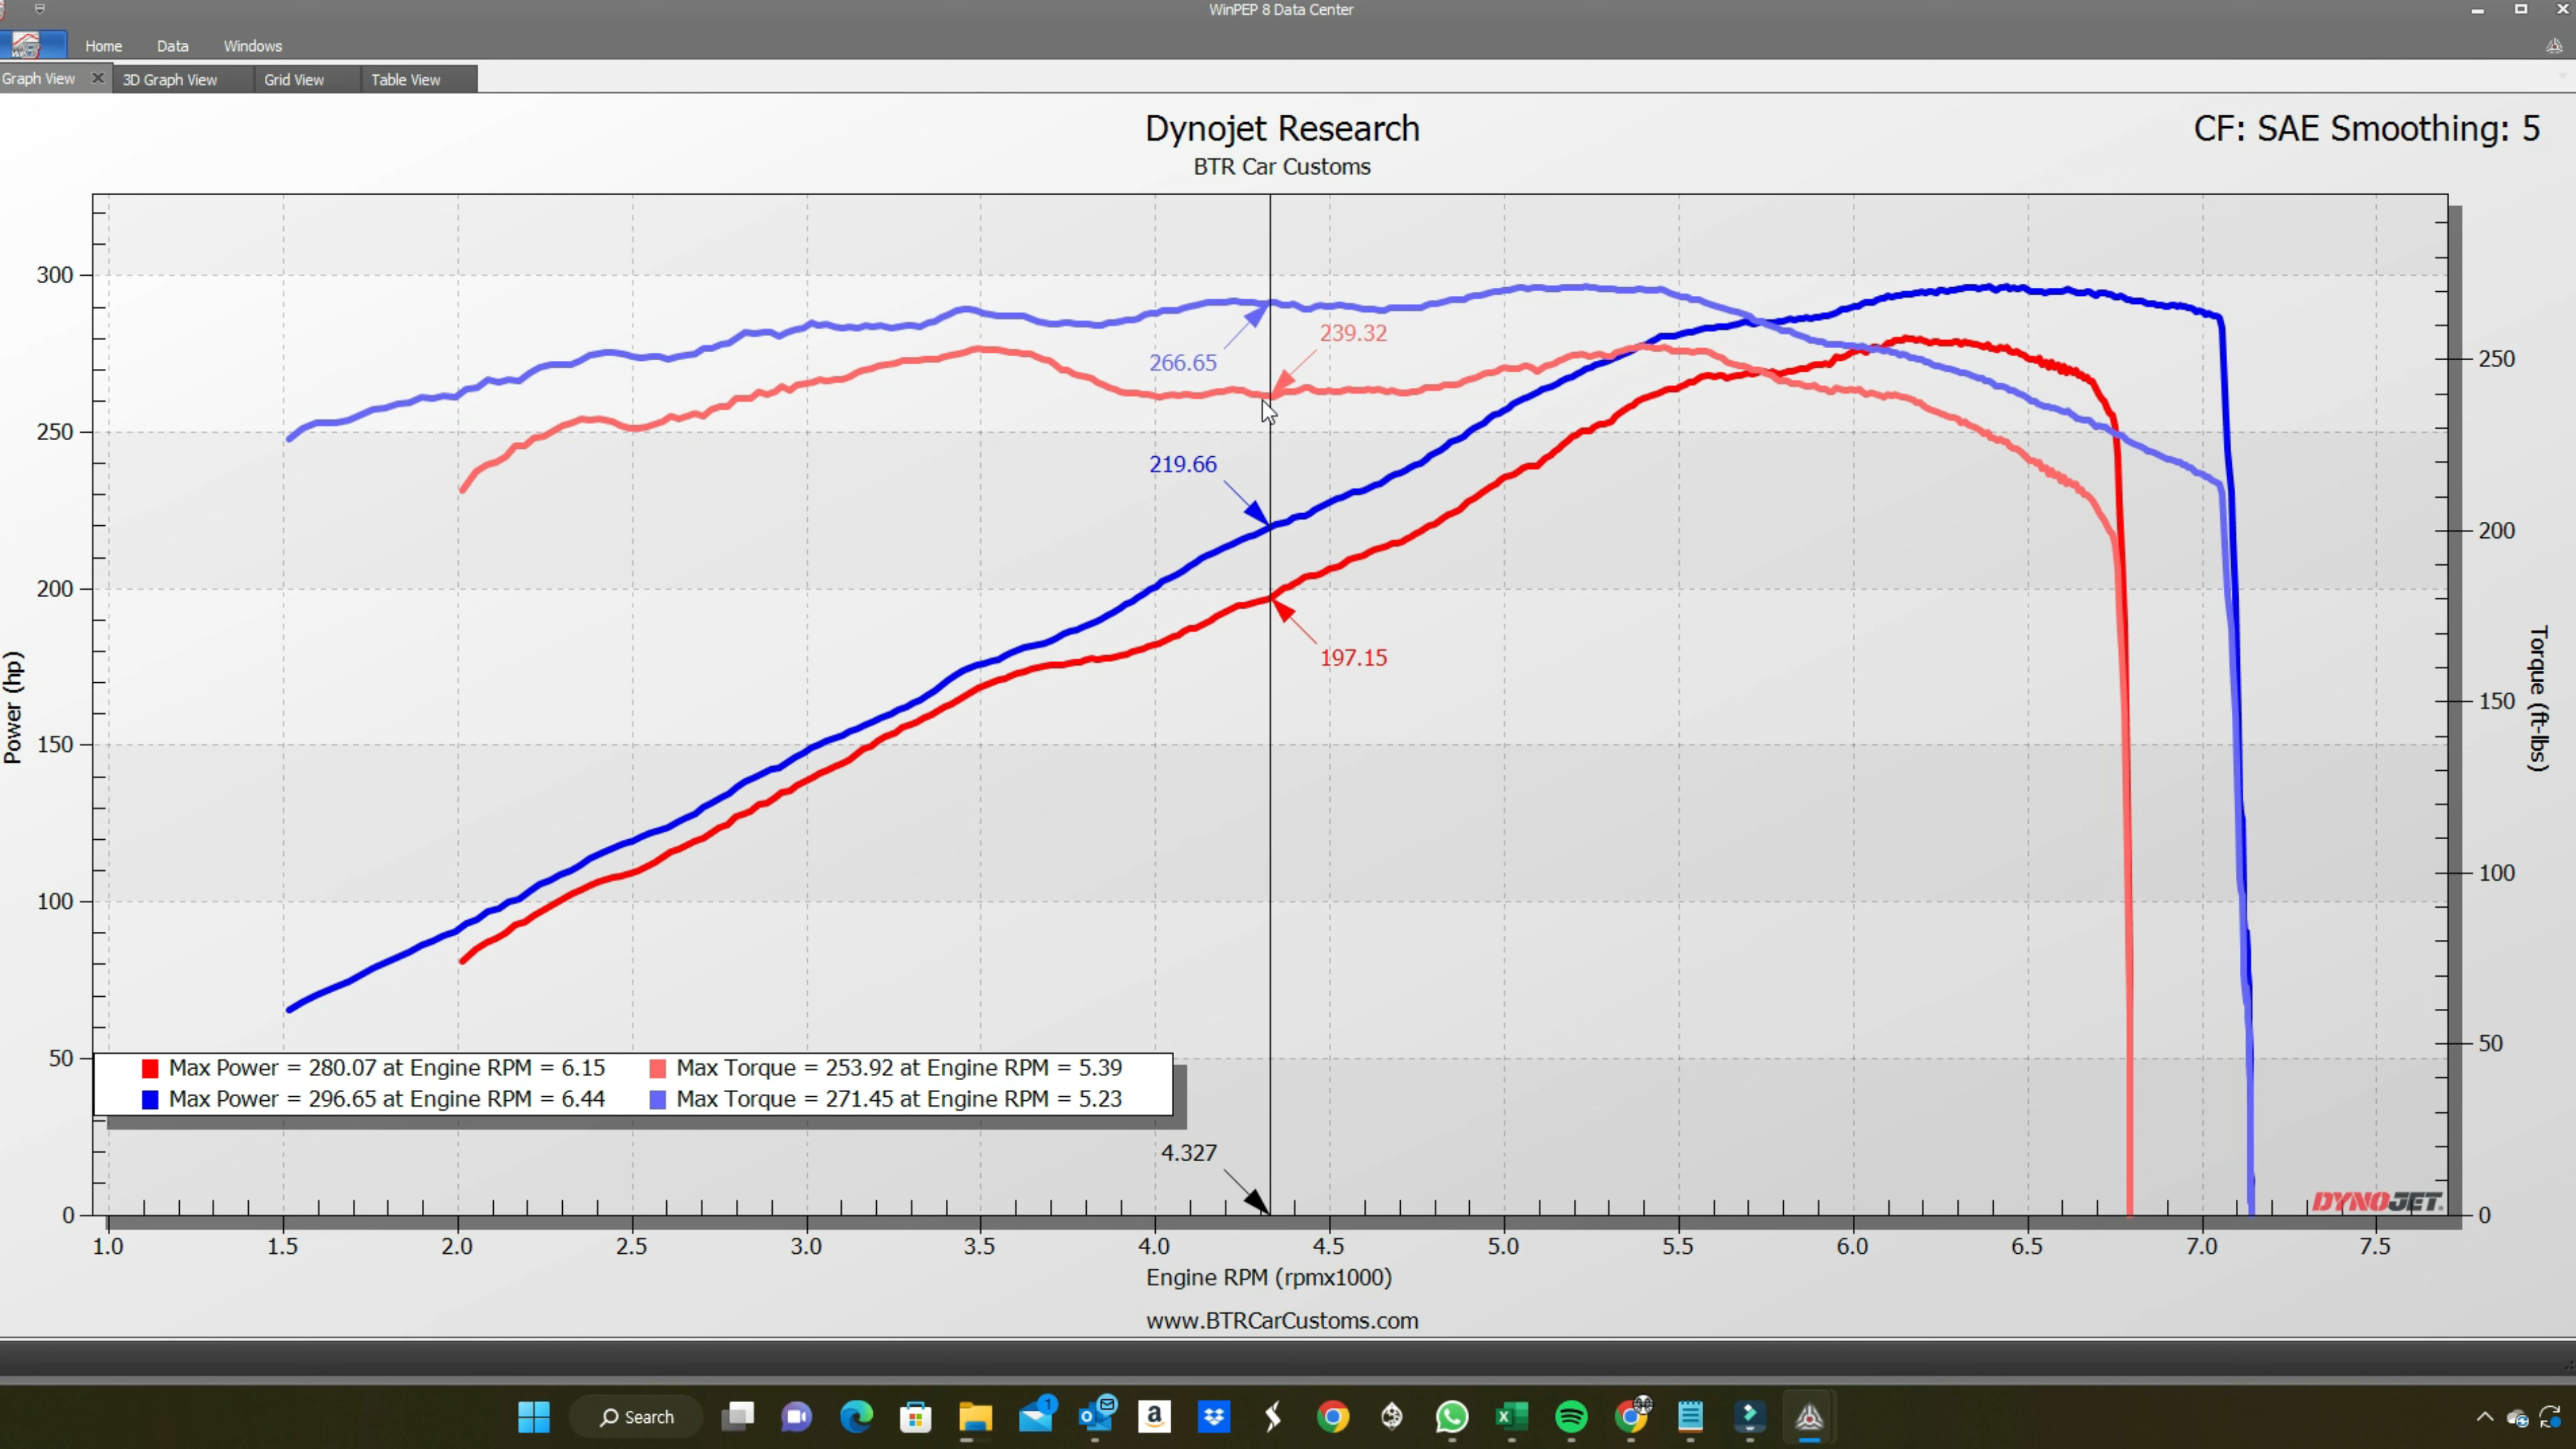 WinPEP 8 Data Center
Home Data Windows
Graph View 3D Graph View Grid View Table View
Dynojet Research
CF: SAE Smoothing: 5
BTR Car Customs
300
250
200
150
100
50
0
Power (hp)
250
200
150
100
50
0
Torque (ft-lbs)
239.32
266.65
219.66
197.15
Max Power = 280.07 at Engine RPM = 6.15 Max Torque = 253.92 at Engine RPM = 5.39
Max Power = 296.65 at Engine RPM = 6.44 Max Torque = 271.45 at Engine RPM = 5.23
4.327
DYNOJET
1.0 1.5 2.0 2.5 3.0 3.5 4.0 4.5 5.0 5.5 6.0 6.5 7.0 7.5
Engine RPM (rpmx1000)
www.BTRCarCustoms.com
Search
1